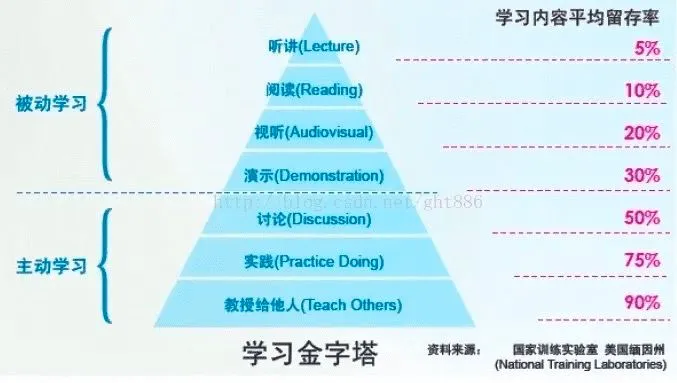 学习内容平均留存率
听讲(Lecture) 5%
阅读(Reading) 10%
被动学习
视听(Audiovisual) 20%
演示(Demonstration) 30%
http://blog.csdn.net/ght886
讨论(Discussion) 50%
主动学习
实践(Practice Doing) 75%
教授给他人(Teach Others) 90%
学习金字塔
资料来源: 国家训练实验室 美国缅因州
(National Training Laboratories)